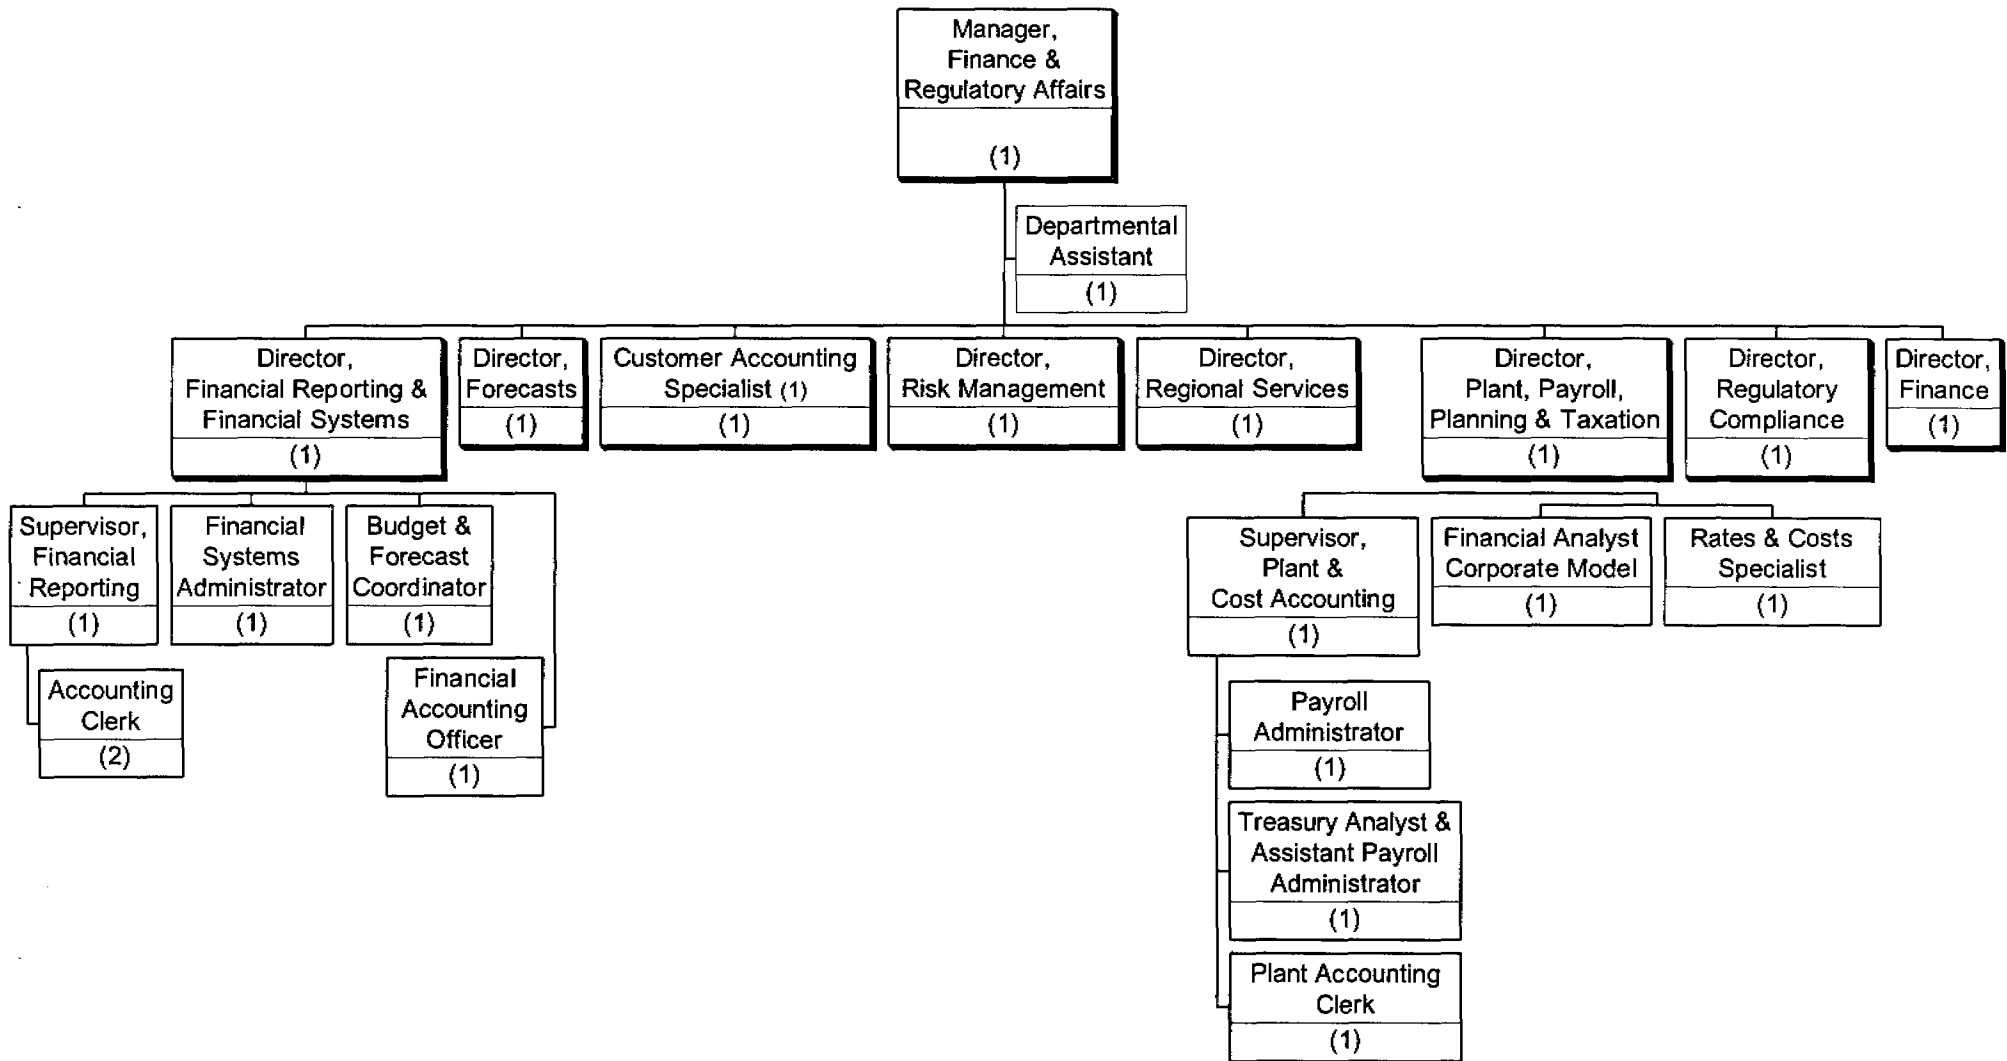 Manager,
Finance &
Regulatory Affairs
(1)
Departmental
Assistant
(1)
Director,
Financial Reporting &
Financial Systems
(1)
Director,
Forecasts
(1)
Customer Accounting
Specialist (1)
(1)
Director,
Risk Management
(1)
Director,
Regional Services
(1)
Director,
Plant, Payroll,
Planning & Taxation
(1)
Director,
Regulatory
Compliance
(1)
Director,
Finance
(1)
Supervisor,
Financial
Reporting
(1)
Financial
Systems
Administrator
(1)
Budget &
Forecast
Coordinator
(1)
Accounting
Clerk
(2)
Financial
Accounting
Officer
(1)
Supervisor,
Plant &
Cost Accounting
(1)
Financial Analyst
Corporate Model
(1)
Rates & Costs
Specialist
(1)
Payroll
Administrator
(1)
Treasury Analyst &
Assistant Payroll
Administrator
(1)
Plant Accounting
Clerk
(1)